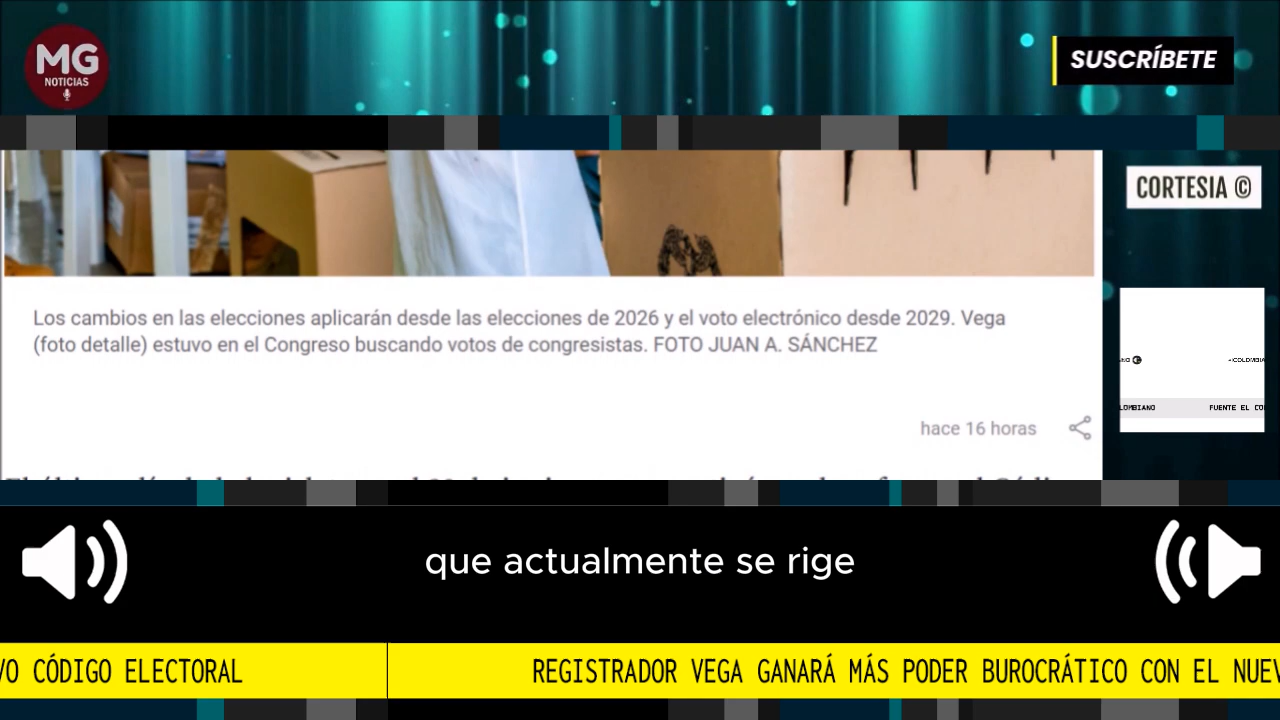 MG
NOTICIAS
SUSCRÍBETE
CORTESIA ©
Los cambios en las elecciones aplicarán desde las elecciones de 2026 y el voto electrónico desde 2029. Vega
(foto detalle) estuvo en el Congreso buscando votos de congresistas. FOTO JUAN A. SÁNCHEZ
FUENTE EL
hace 16 horas
que actualmente se rige
CÓDIGO ELECTORAL
REGISTRADOR VEGA GANARÁ MÁS PODER BUROCRÁTICO CON EL